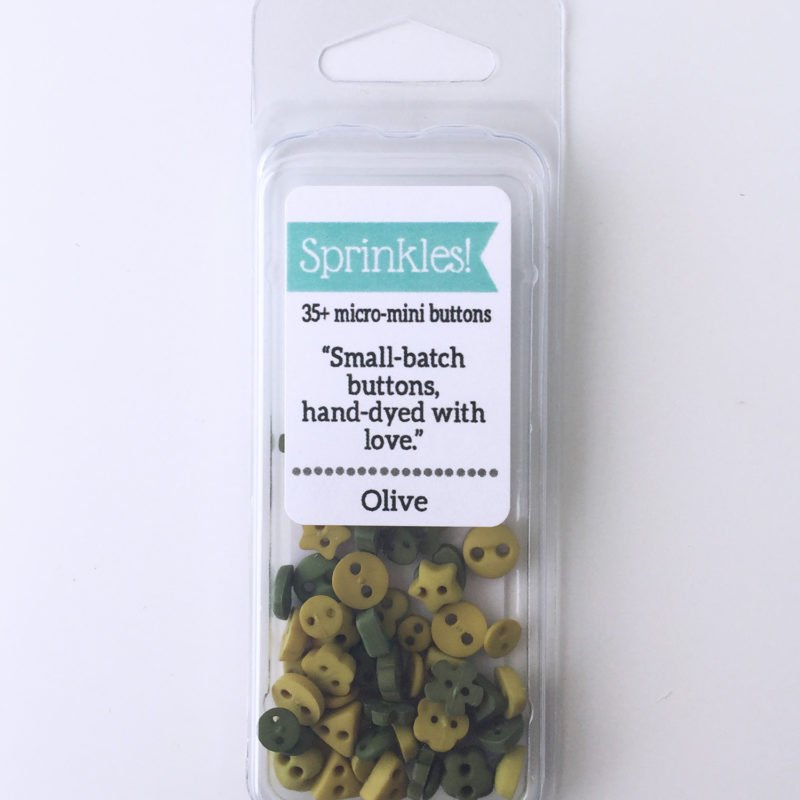 Sprinkles!
35+ micro-mini buttons
“Small-batch
buttons,
hand-dyed with
love.”
Olive